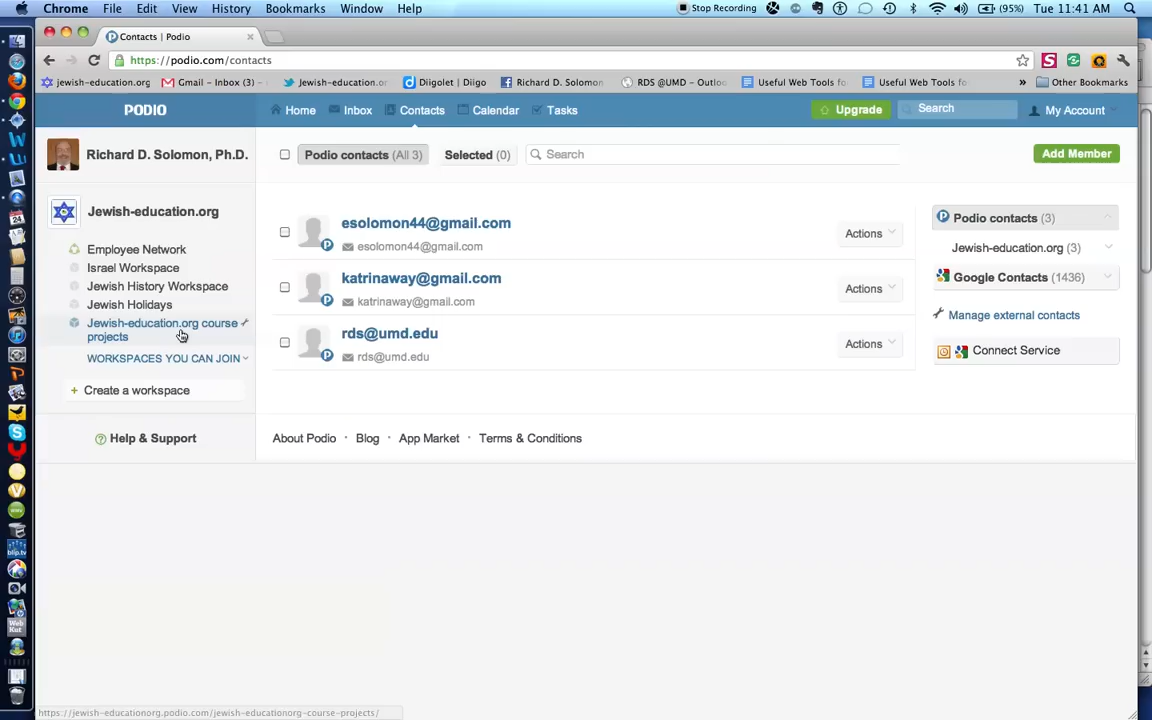 Chrome File Edit View History Bookmarks Window Help Stop Recording (95%) Tue 11:41 AM
Contacts | Podio
https://podio.com/contacts
jewish-education.org Gmail – Inbox (3) Jewish-education.or Diigolet | Diigo Richard D. Solomon RDS @UMD – Outloo Useful Web Tools fo Useful Web Tools fo » Other Bookmarks
PODIO Home Inbox Contacts Calendar Tasks Upgrade Search My Account
Richard D. Solomon, Ph.D.
Podio contacts (All 3) Selected (0) Search Add Member
Jewish-education.org
Employee Network
Israel Workspace
Jewish History Workspace
Jewish Holidays
Jewish-education.org course
projects
WORKSPACES YOU CAN JOIN
+ Create a workspace
Help & Support
esolomon44@gmail.com
esolomon44@gmail.com
Actions
katrinaway@gmail.com
katrinaway@gmail.com
Actions
rds@umd.edu
rds@umd.edu
Actions
Podio contacts (3)
Jewish-education.org (3)
Google Contacts (1436)
Manage external contacts
Connect Service
About Podio · Blog · App Market · Terms & Conditions
https://jewish-educationorg.podio.com/jewish-educationorg-course-projects/